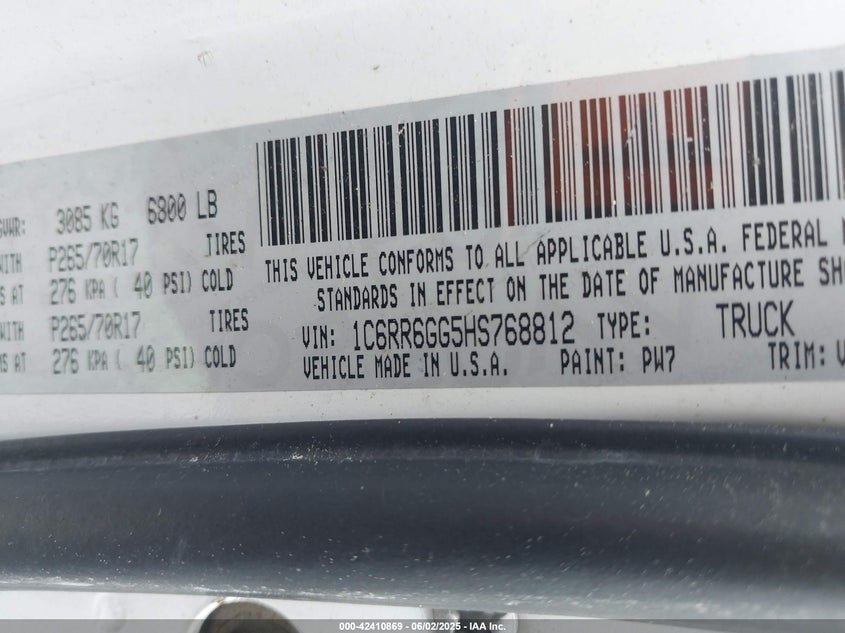 GVWR: 3085 KG 6800 LB
WITH P265/70R17 TIRES
AT 276 KPA ( 40 PSI) COLD
P265/70R17 TIRES
AT 276 KPA ( 40 PSI) COLD
THIS VEHICLE CONFORMS TO ALL APPLICABLE U.S.A. FEDERAL
STANDARDS IN EFFECT ON THE DATE OF MANUFACTURE
VIN: 1C6RR6GG5HS768812 TYPE: TRUCK
VEHICLE MADE IN U.S.A. PAINT: PW7 TRIM:
000-42410869 - 06/02/2025 - IAA Inc.